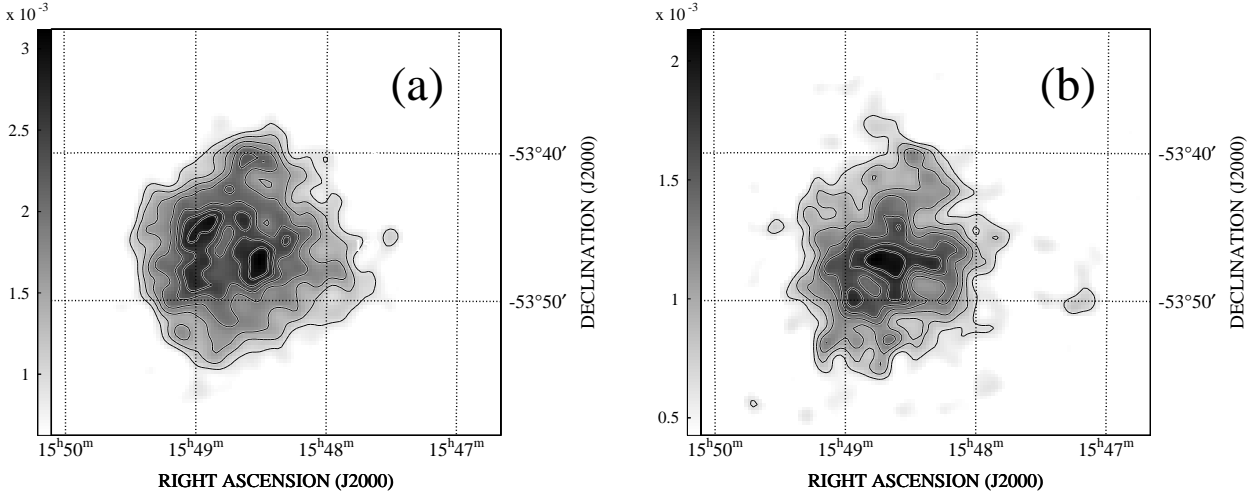 x 10⁻³
3
2.5
2
1.5
1
(a)
-53°40′
-53°50′
DECLINATION (J2000)
15ʰ50ᵐ 15ʰ49ᵐ 15ʰ48ᵐ 15ʰ47ᵐ
RIGHT ASCENSION (J2000)
x 10⁻³
2
1.5
1
0.5
(b)
-53°40′
-53°50′
DECLINATION (J2000)
15ʰ50ᵐ 15ʰ49ᵐ 15ʰ48ᵐ 15ʰ47ᵐ
RIGHT ASCENSION (J2000)